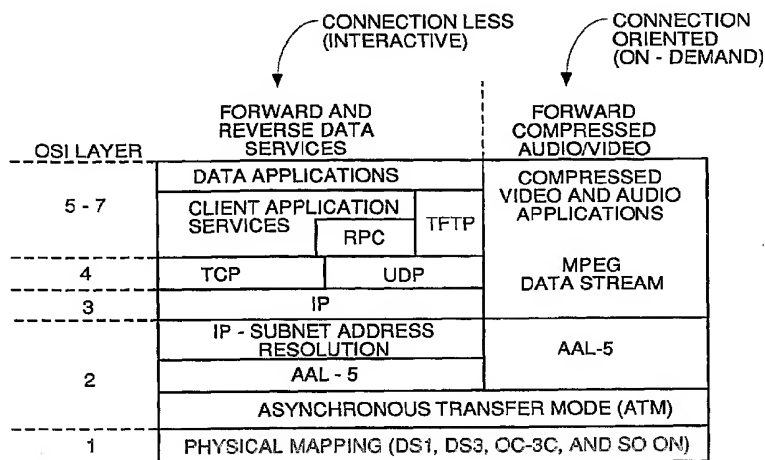 CONNECTION LESS
(INTERACTIVE)
CONNECTION
ORIENTED
(ON - DEMAND)
FORWARD AND
REVERSE DATA
SERVICES
FORWARD
COMPRESSED
AUDIO/VIDEO
OSI LAYER
DATA APPLICATIONS
COMPRESSED
VIDEO AND AUDIO
APPLICATIONS
5 - 7
CLIENT APPLICATION
SERVICES
RPC
TFTP
4
TCP
UDP
MPEG
DATA STREAM
3
IP
IP - SUBNET ADDRESS
RESOLUTION
AAL-5
2
AAL - 5
ASYNCHRONOUS TRANSFER MODE (ATM)
1
PHYSICAL MAPPING (DS1, DS3, OC-3C, AND SO ON)